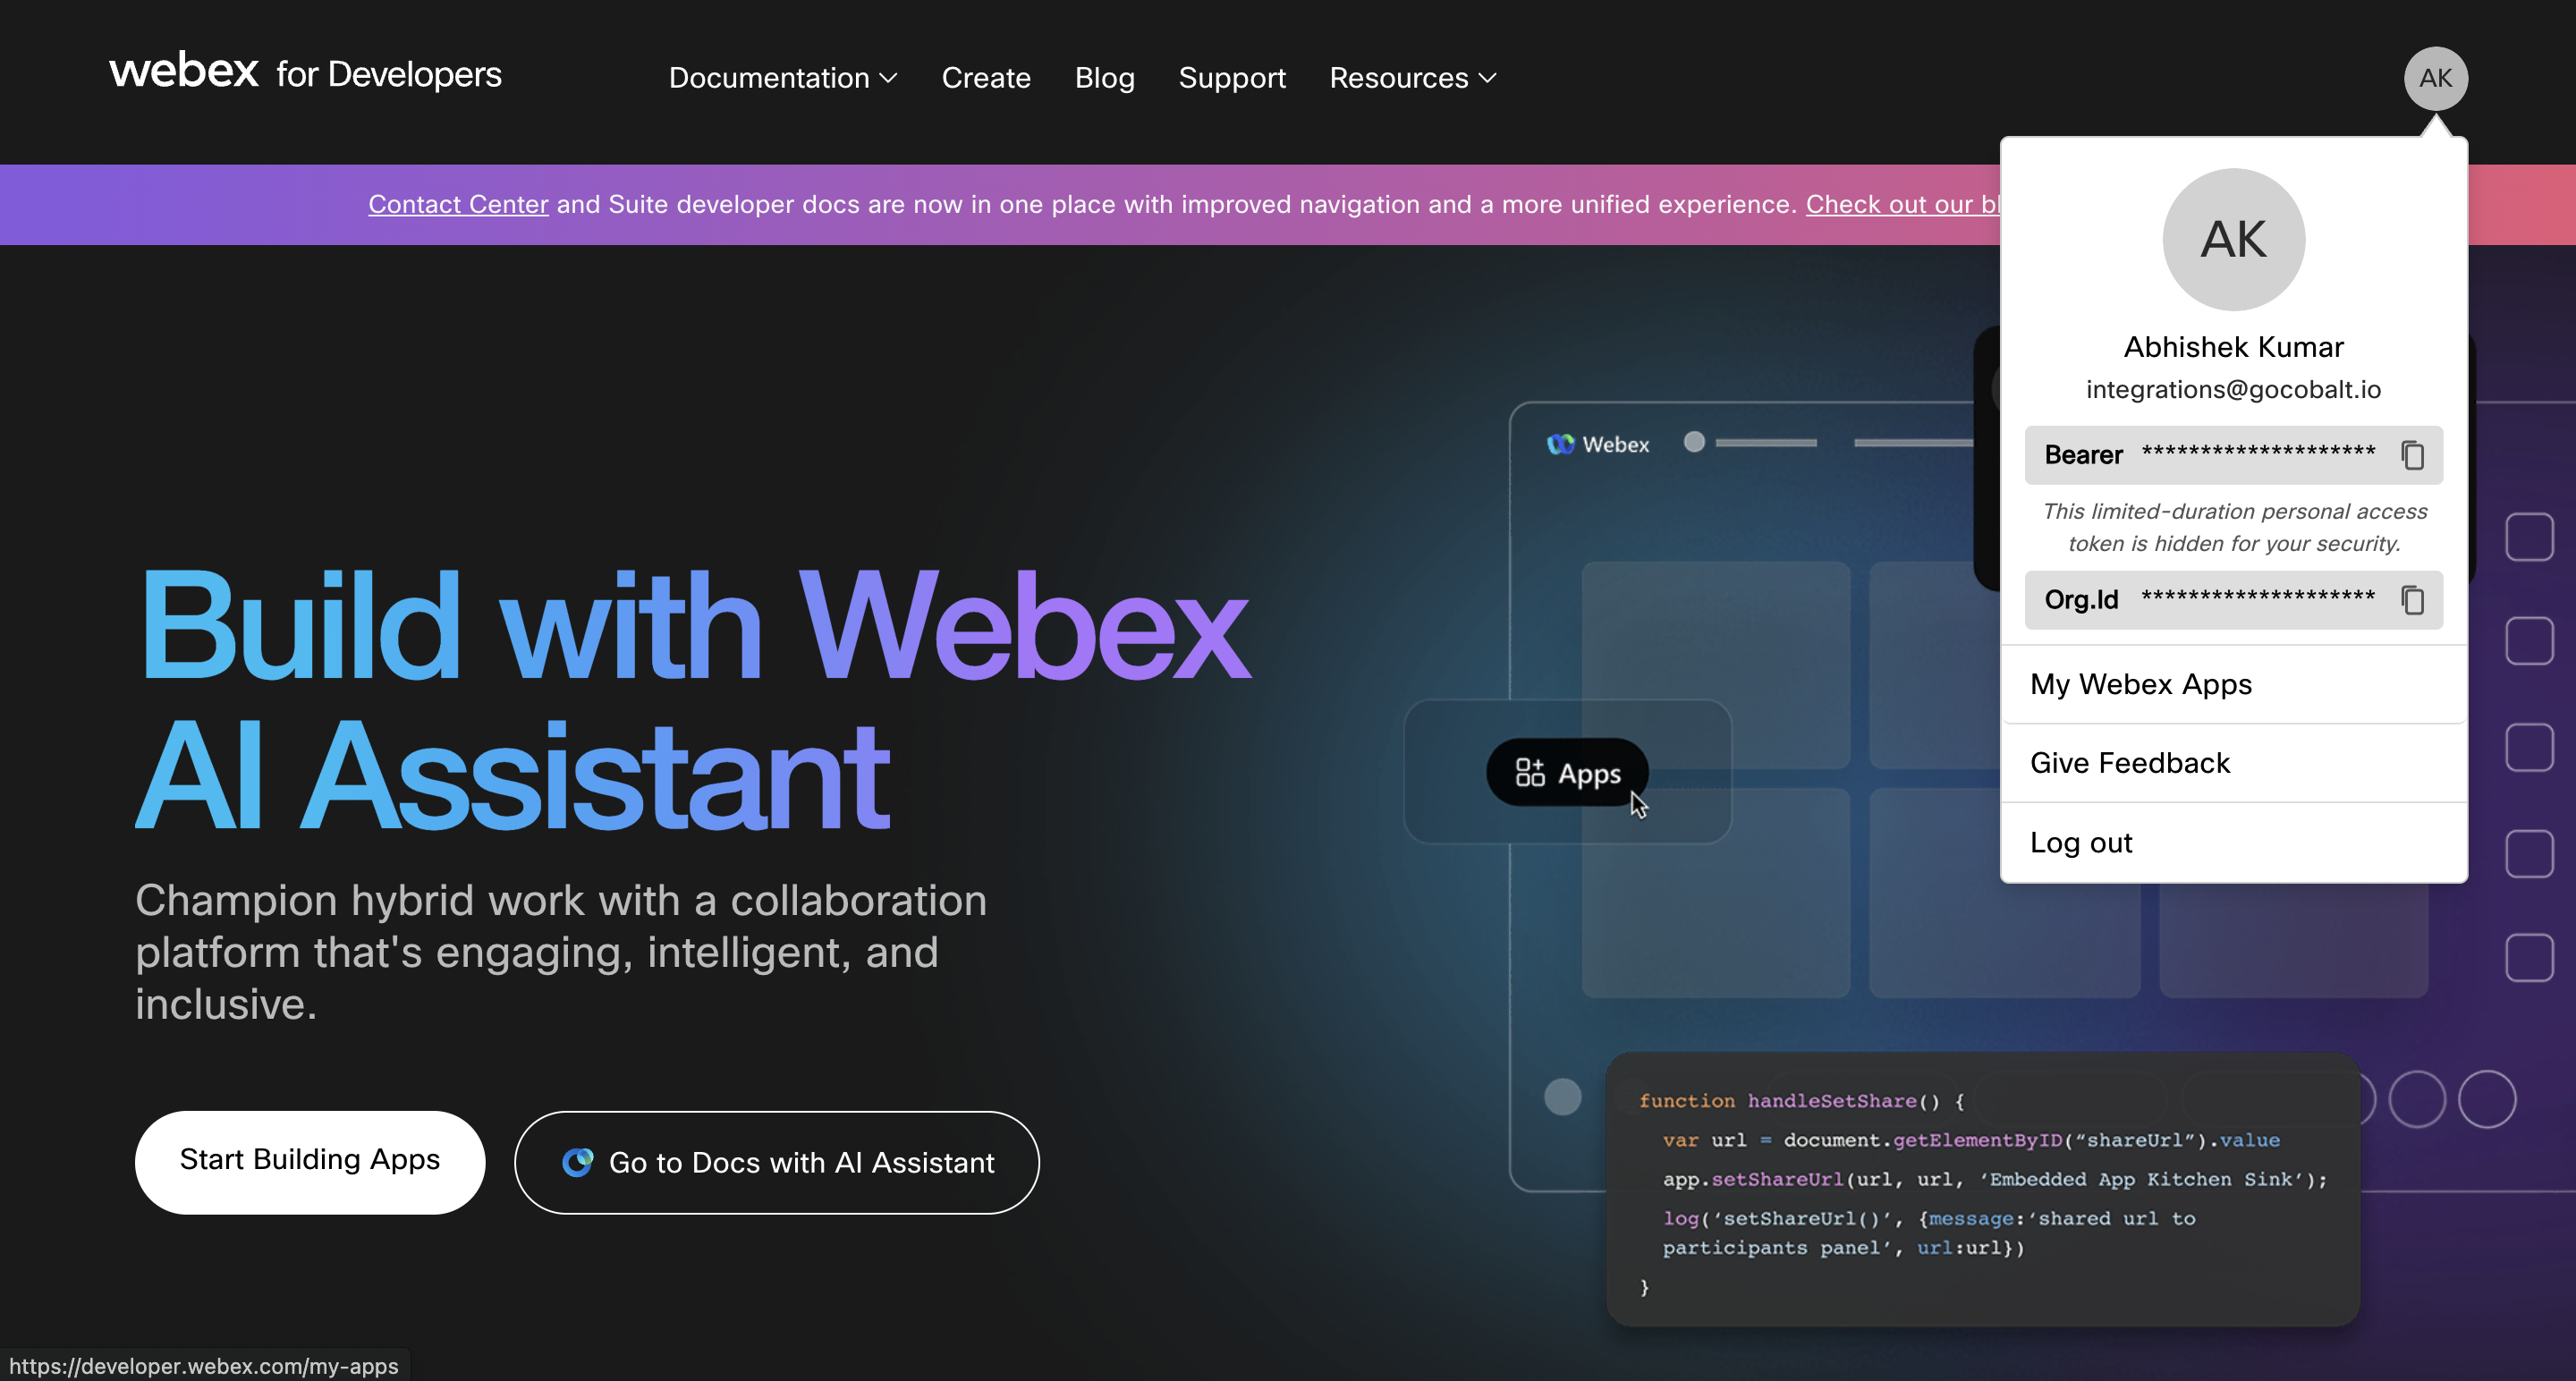 webex for Developers
Documentation
Create
Blog
Support
Resources
AK
Contact Center and Suite developer docs are now in one place with improved navigation and a more unified experience. Check out our bl
AK
Abhishek Kumar
integrations@gocobalt.io
Bearer ********************
This limited-duration personal access
token is hidden for your security.
Org.Id ********************
My Webex Apps
Give Feedback
Log out
Webex
Apps
Build with Webex
AI Assistant
Champion hybrid work with a collaboration
platform that's engaging, intelligent, and
inclusive.
Start Building Apps
Go to Docs with AI Assistant
function handleSetShare() {
var url = document.getElementByID(“shareUrl”).value
app.setShareUrl(url, url, ‘Embedded App Kitchen Sink’);
log(‘setShareUrl()’, {message:‘shared url to
participants panel’, url:url})
}
https://developer.webex.com/my-apps